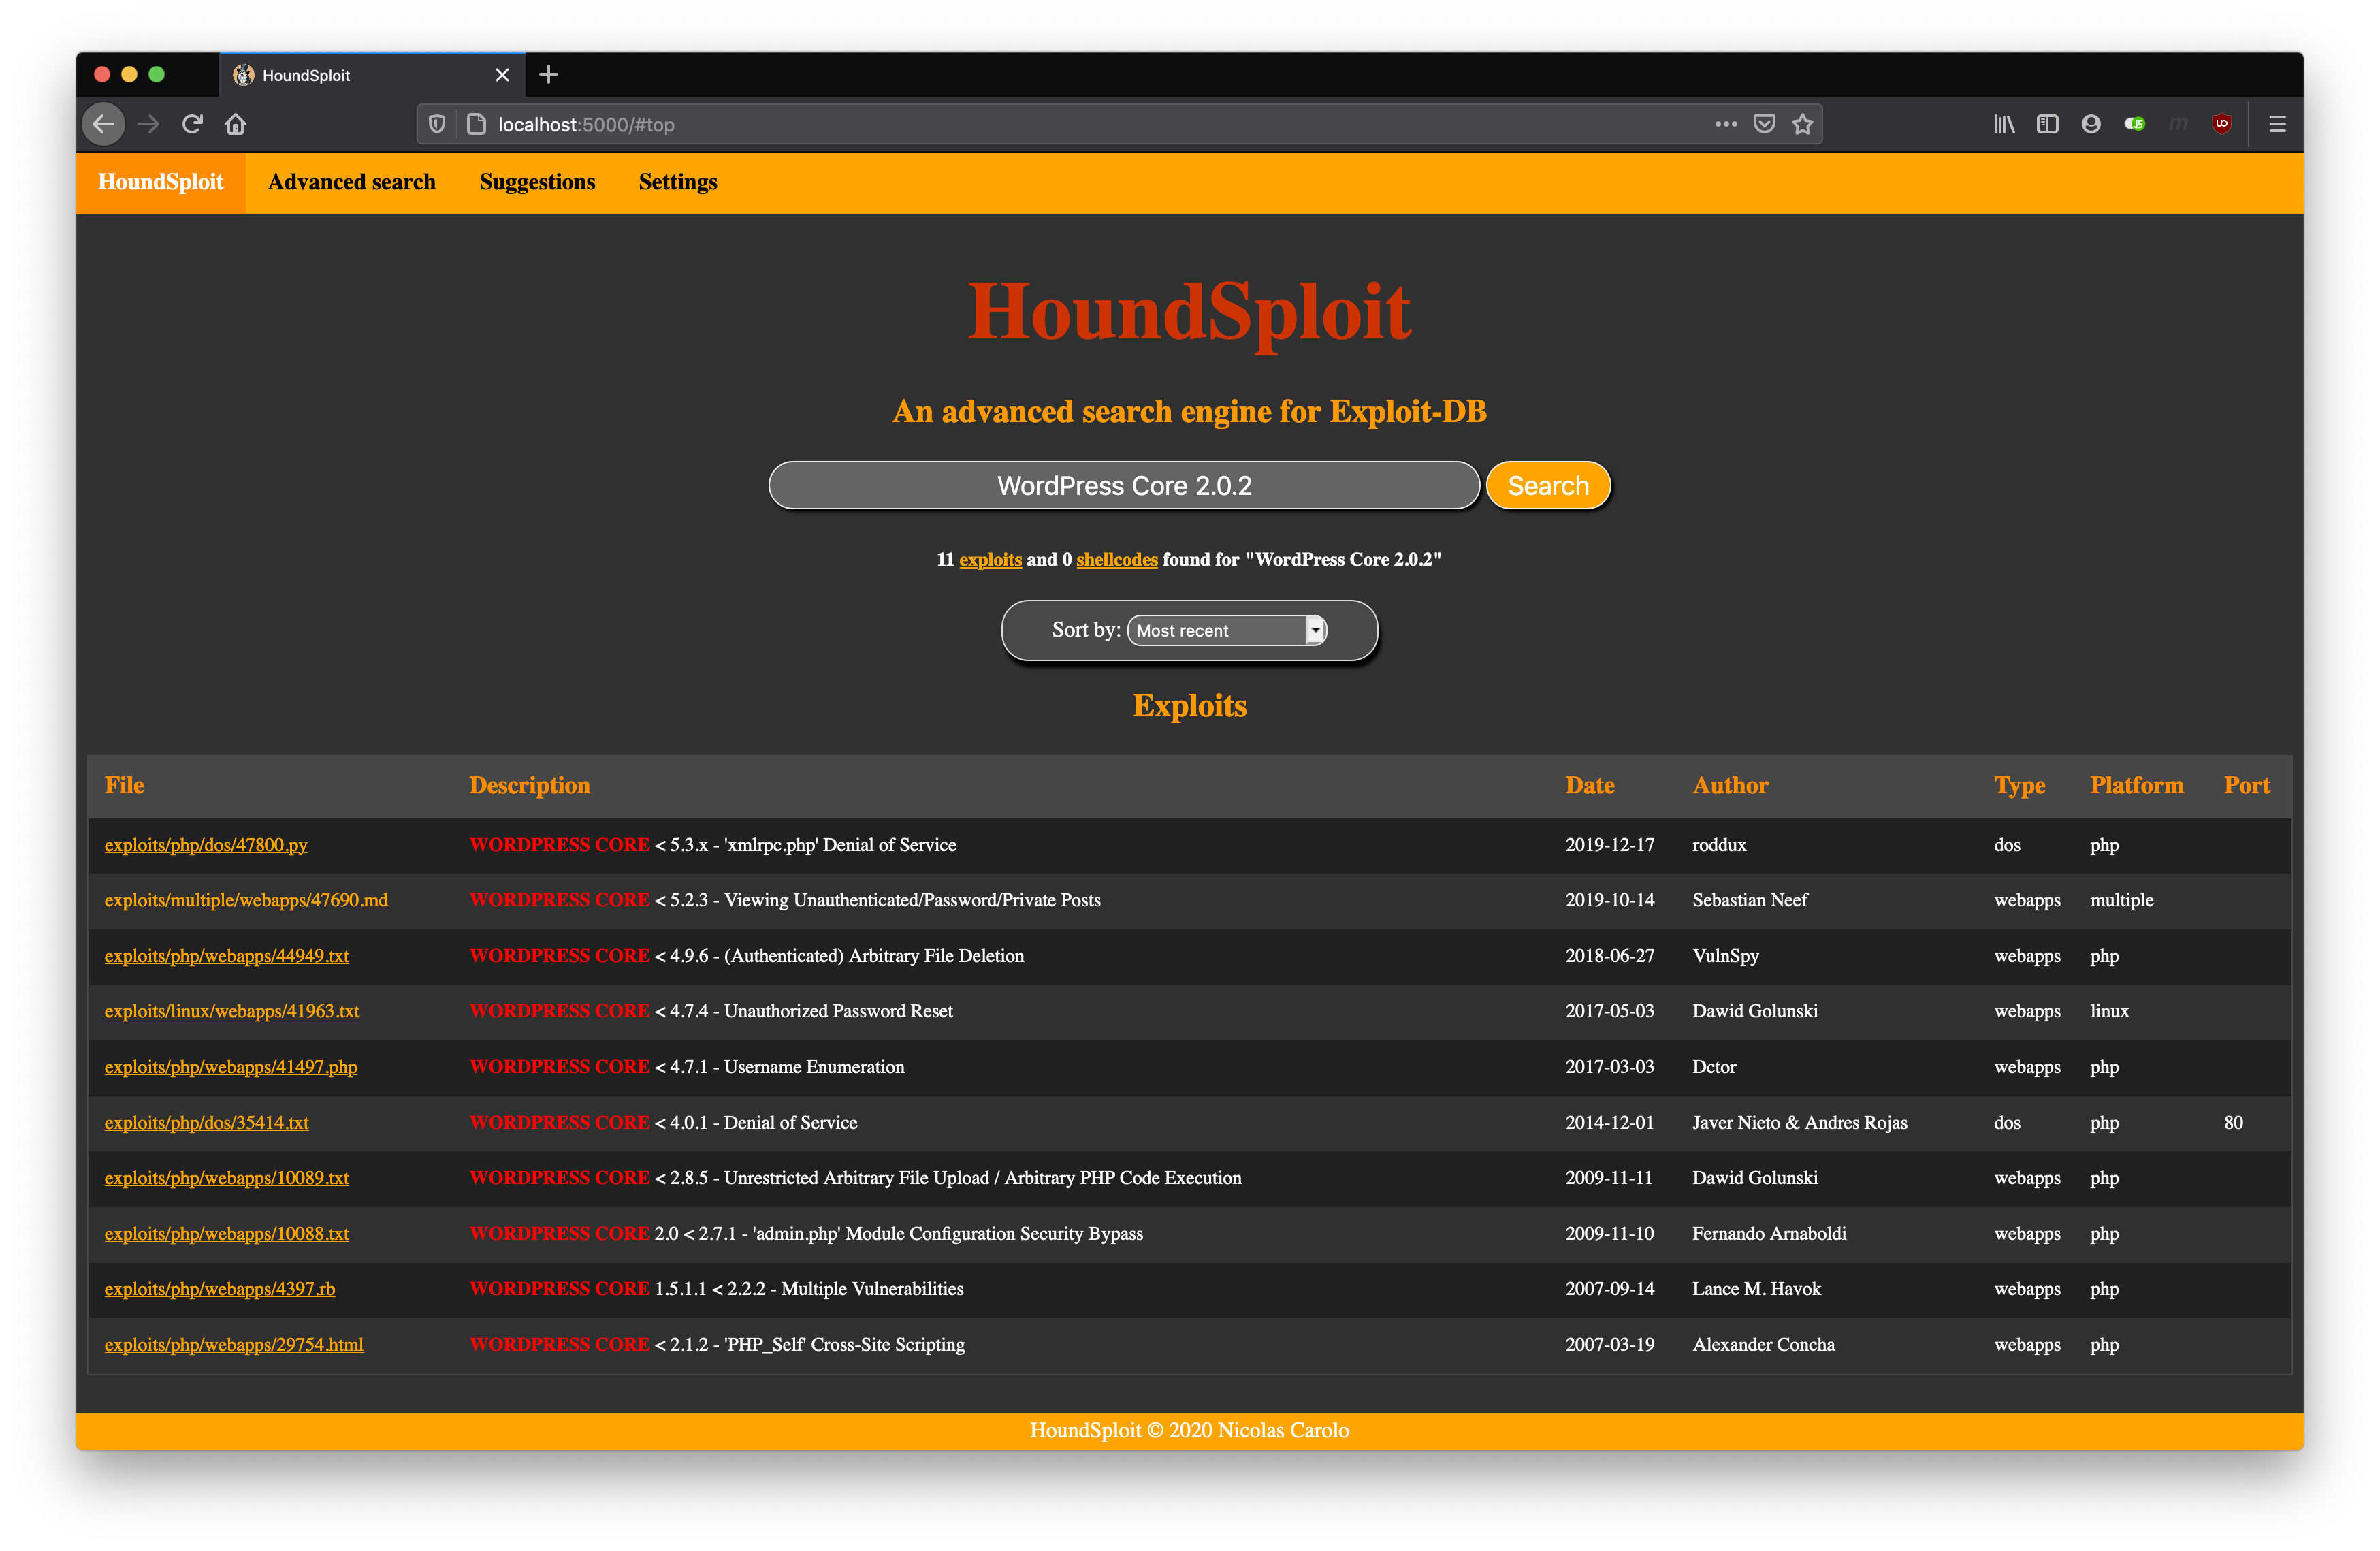 HoundSploit
localhost:5000/#top
HoundSploit Advanced search Suggestions Settings
HoundSploit
An advanced search engine for Exploit-DB
WordPress Core 2.0.2 Search
11 exploits and 0 shellcodes found for "WordPress Core 2.0.2"
Sort by: Most recent
Exploits
File Description Date Author Type Platform Port
exploits/php/dos/47800.py WORDPRESS CORE < 5.3.x - 'xmlrpc.php' Denial of Service 2019-12-17 roddux dos php
exploits/multiple/webapps/47690.md WORDPRESS CORE < 5.2.3 - Viewing Unauthenticated/Password/Private Posts 2019-10-14 Sebastian Neef webapps multiple
exploits/php/webapps/44949.txt WORDPRESS CORE < 4.9.6 - (Authenticated) Arbitrary File Deletion 2018-06-27 VulnSpy webapps php
exploits/linux/webapps/41963.txt WORDPRESS CORE < 4.7.4 - Unauthorized Password Reset 2017-05-03 Dawid Golunski webapps linux
exploits/php/webapps/41497.php WORDPRESS CORE < 4.7.1 - Username Enumeration 2017-03-03 Dctor webapps php
exploits/php/dos/35414.txt WORDPRESS CORE < 4.0.1 - Denial of Service 2014-12-01 Javer Nieto & Andres Rojas dos php 80
exploits/php/webapps/10089.txt WORDPRESS CORE < 2.8.5 - Unrestricted Arbitrary File Upload / Arbitrary PHP Code Execution 2009-11-11 Dawid Golunski webapps php
exploits/php/webapps/10088.txt WORDPRESS CORE 2.0 < 2.7.1 - 'admin.php' Module Configuration Security Bypass 2009-11-10 Fernando Arnaboldi webapps php
exploits/php/webapps/4397.rb WORDPRESS CORE 1.5.1.1 < 2.2.2 - Multiple Vulnerabilities 2007-09-14 Lance M. Havok webapps php
exploits/php/webapps/29754.html WORDPRESS CORE < 2.1.2 - 'PHP_Self' Cross-Site Scripting 2007-03-19 Alexander Concha webapps php
HoundSploit © 2020 Nicolas Carolo